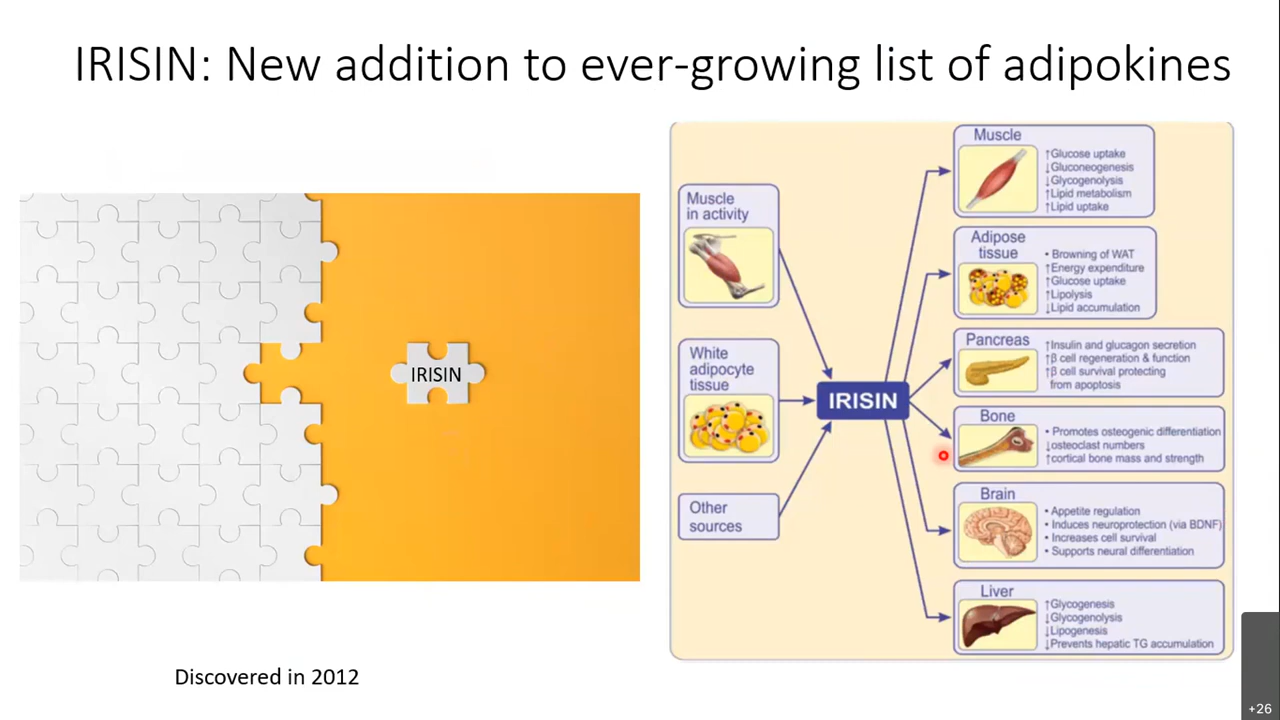 IRISIN: New addition to ever-growing list of adipokines
IRISIN
Discovered in 2012
Muscle
in activity
White
adipocyte
tissue
Other
sources
IRISIN
Muscle
↑Glucose uptake
↓Gluconeogenesis
↓Glycogenolysis
↑Lipid metabolism
↑Lipid uptake
Adipose
tissue
• Browning of WAT
↑Energy expenditure
↑Glucose uptake
↑Lipolysis
↓Lipid accumulation
Pancreas
↑Insulin and glucagon secretion
↑β cell regeneration & function
↑β cell survival protecting
from apoptosis
Bone
• Promotes osteogenic differentiation
↓osteoclast numbers
↑cortical bone mass and strength
Brain
• Appetite regulation
• Induces neuroprotection (via BDNF)
• Increases cell survival
• Supports neural differentiation
Liver
↑Glycogenesis
↓Glycogenolysis
↓Lipogenesis
↓Prevents hepatic TG accumulation
+26